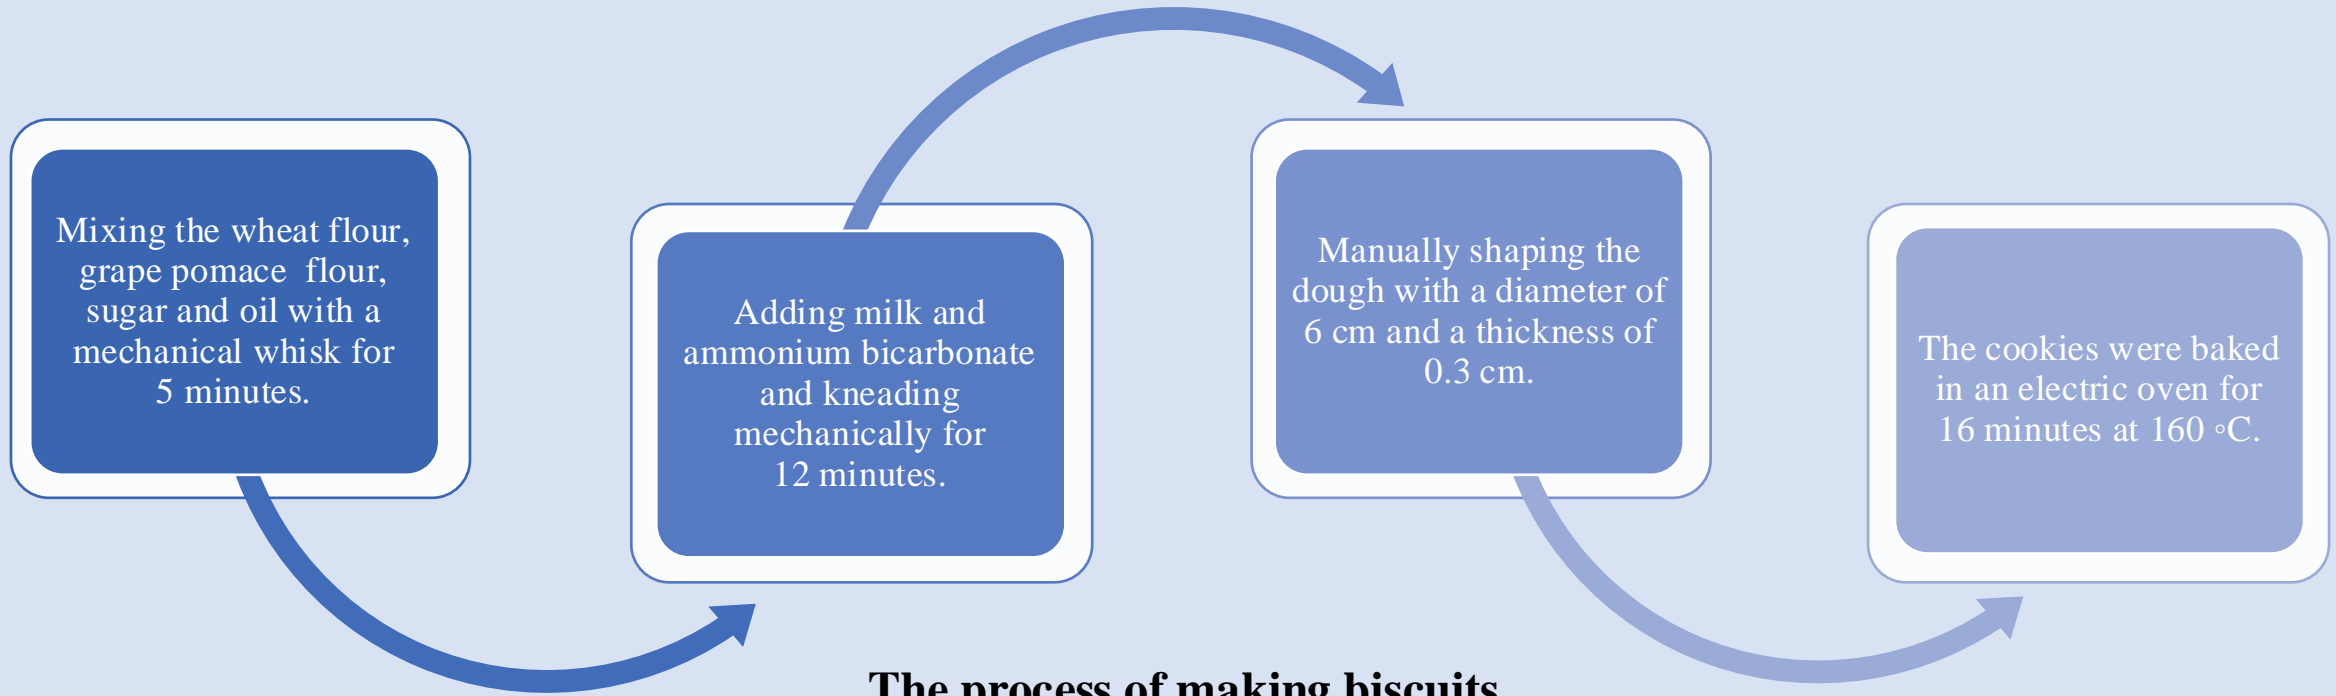 Mixing the wheat flour,
grape pomace  flour,
sugar and oil with a
mechanical whisk for
5 minutes.
Adding milk and
ammonium bicarbonate
and kneading
mechanically for
12 minutes.
Manually shaping the
dough with a diameter of
6 cm and a thickness of
0.3 cm.
The cookies were baked
in an electric oven for
16 minutes at 160 ◦C.
The process of making biscuits